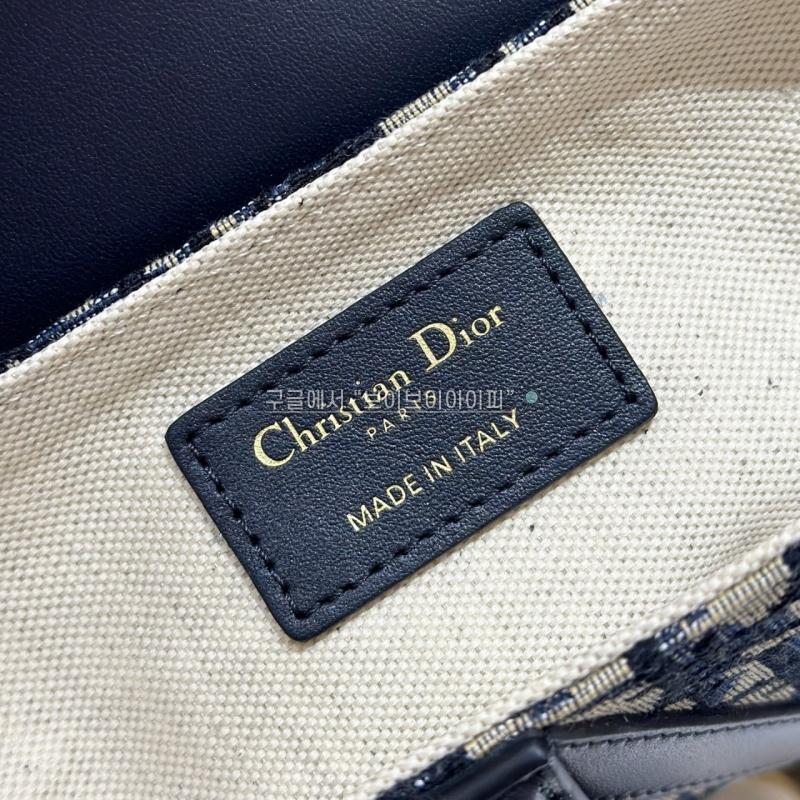 Christian Dior
PARIS
구글에서 "
MADE IN ITALY